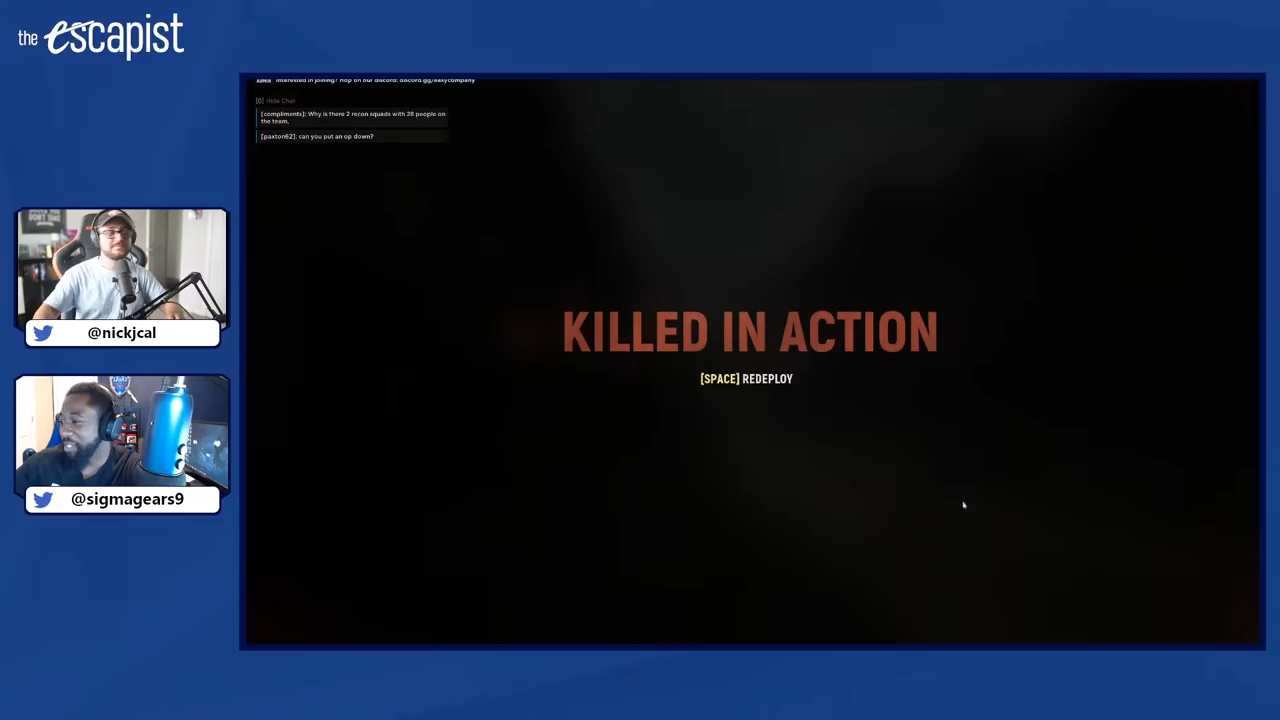 the escapist
ADMIN Interested in joining? Hop on our discord: discord.gg/easycompany
[O] Hide Chat
[compliments]: Why is there 2 recon squads with 28 people on
the team.
[paxton62]: can you put an op down?
KILLED IN ACTION
[SPACE] REDEPLOY
@nickjcal
@sigmagears9